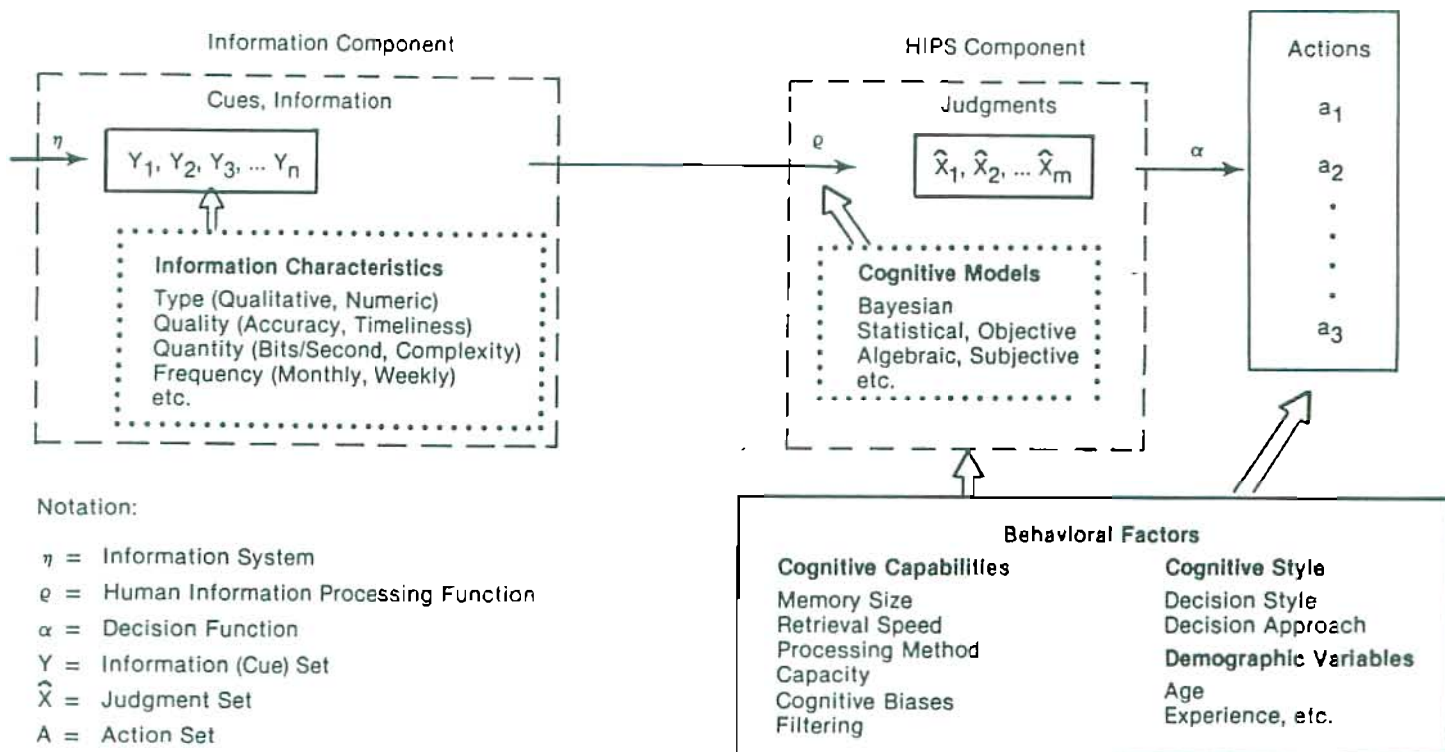 Information Component
Cues, Information
η
Y₁, Y₂, Y₃, ... Yₙ
Information Characteristics
Type (Qualitative, Numeric)
Quality (Accuracy, Timeliness)
Quantity (Bits/Second, Complexity)
Frequency (Monthly, Weekly)
etc.
HIPS Component
Judgments
ϱ
X̂₁, X̂₂, ... X̂ₘ
Cognitive Models
Bayesian
Statistical, Objective
Algebraic, Subjective
etc.
α
Actions
a₁
a₂
a₃
Notation:
η = Information System
ϱ = Human Information Processing Function
α = Decision Function
Y = Information (Cue) Set
X̂ = Judgment Set
A = Action Set
Behavioral Factors
Cognitive Capabilities
Memory Size
Retrieval Speed
Processing Method
Capacity
Cognitive Biases
Filtering
Cognitive Style
Decision Style
Decision Approach
Demographic Variables
Age
Experience, etc.